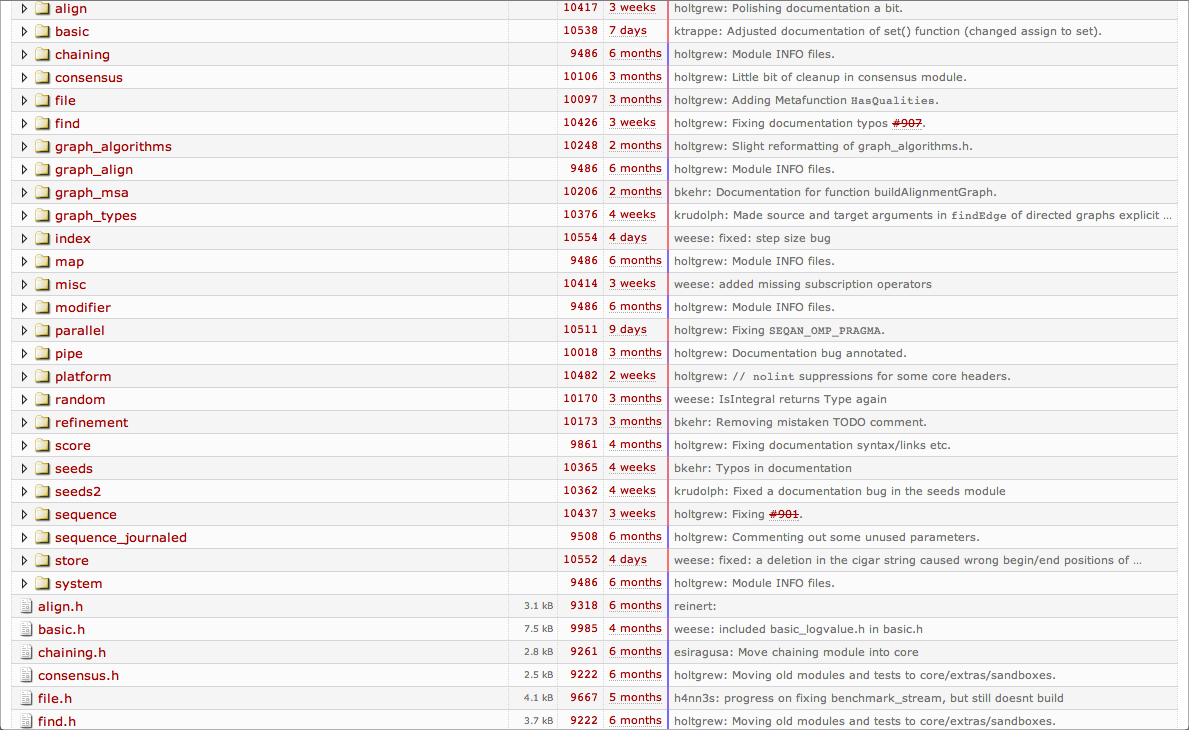 align 10417 3 weeks holtgrew: Polishing documentation a bit.
basic 10538 7 days ktrappe: Adjusted documentation of set() function (changed assign to set).
chaining 9486 6 months holtgrew: Module INFO files.
consensus 10106 3 months holtgrew: Little bit of cleanup in consensus module.
file 10097 3 months holtgrew: Adding Metafunction HasQualities.
find 10426 3 weeks holtgrew: Fixing documentation typos #907.
graph_algorithms 10248 2 months holtgrew: Slight reformatting of graph_algorithms.h.
graph_align 9486 6 months holtgrew: Module INFO files.
graph_msa 10206 2 months bkehr: Documentation for function buildAlignmentGraph.
graph_types 10376 4 weeks krudolph: Made source and target arguments in findEdge of directed graphs explicit ...
index 10554 4 days weese: fixed: step size bug
map 9486 6 months holtgrew: Module INFO files.
misc 10414 3 weeks weese: added missing subscription operators
modifier 9486 6 months holtgrew: Module INFO files.
parallel 10511 9 days holtgrew: Fixing SEQAN_OMP_PRAGMA.
pipe 10018 3 months holtgrew: Documentation bug annotated.
platform 10482 2 weeks holtgrew: // nolint suppressions for some core headers.
random 10170 3 months weese: IsIntegral returns Type again
refinement 10173 3 months bkehr: Removing mistaken TODO comment.
score 9861 4 months holtgrew: Fixing documentation syntax/links etc.
seeds 10365 4 weeks bkehr: Typos in documentation
seeds2 10362 4 weeks krudolph: Fixed a documentation bug in the seeds module
sequence 10437 3 weeks holtgrew: Fixing #901.
sequence_journaled 9508 6 months holtgrew: Commenting out some unused parameters.
store 10552 4 days weese: fixed: a deletion in the cigar string caused wrong begin/end positions of ...
system 9486 6 months holtgrew: Module INFO files.
align.h 3.1 kB 9318 6 months reinert:
basic.h 7.5 kB 9985 4 months weese: included basic_logvalue.h in basic.h
chaining.h 2.8 kB 9261 6 months esiragusa: Move chaining module into core
consensus.h 2.5 kB 9222 6 months holtgrew: Moving old modules and tests to core/extras/sandboxes.
file.h 4.1 kB 9667 5 months h4nn3s: progress on fixing benchmark_stream, but still doesnt build
find.h 3.7 kB 9222 6 months holtgrew: Moving old modules and tests to core/extras/sandboxes.